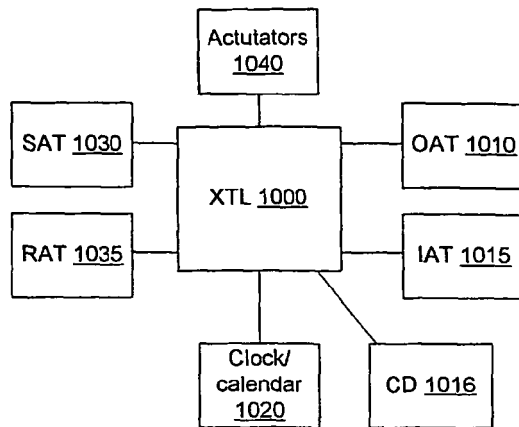 Actutators
1040
SAT 1030
OAT 1010
XTL 1000
RAT 1035
IAT 1015
Clock/
calendar
1020
CD 1016